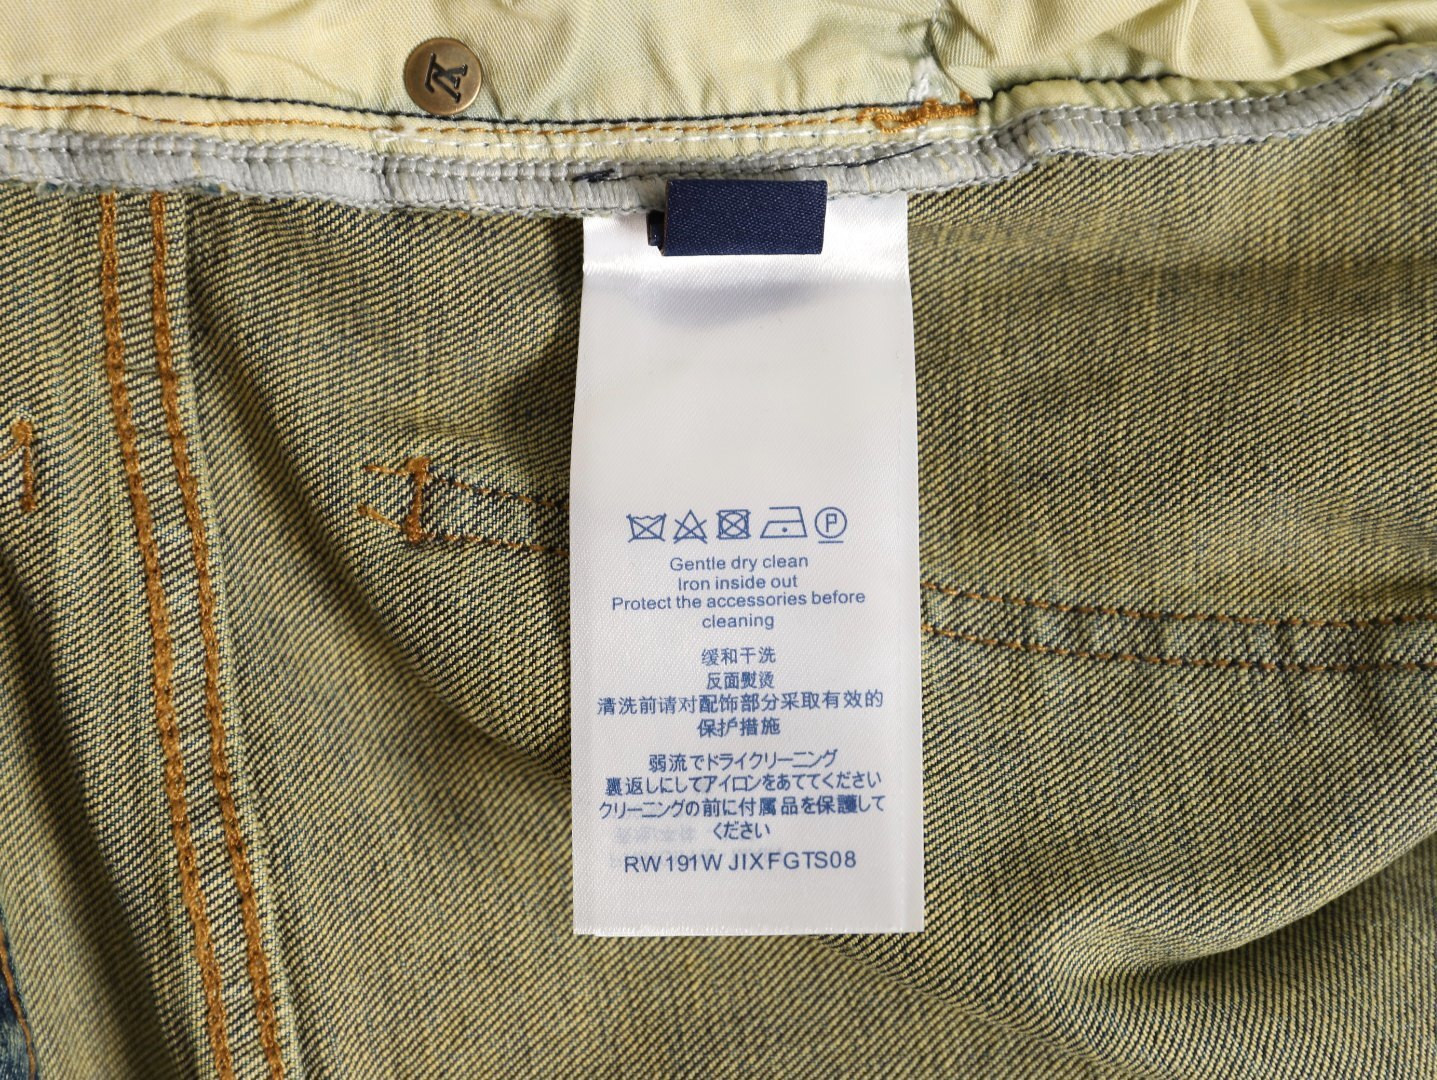 LV
P
Gentle dry clean
Iron inside out
Protect the accessories before
cleaning
缓和干洗
反面熨烫
清洗前请对配饰部分采取有效的
保护措施
弱流でドライクリーニング
裏返しにしてアイロンをあててください
クリーニングの前に付属品を保護して
ください
RW191W JIXFGTS08